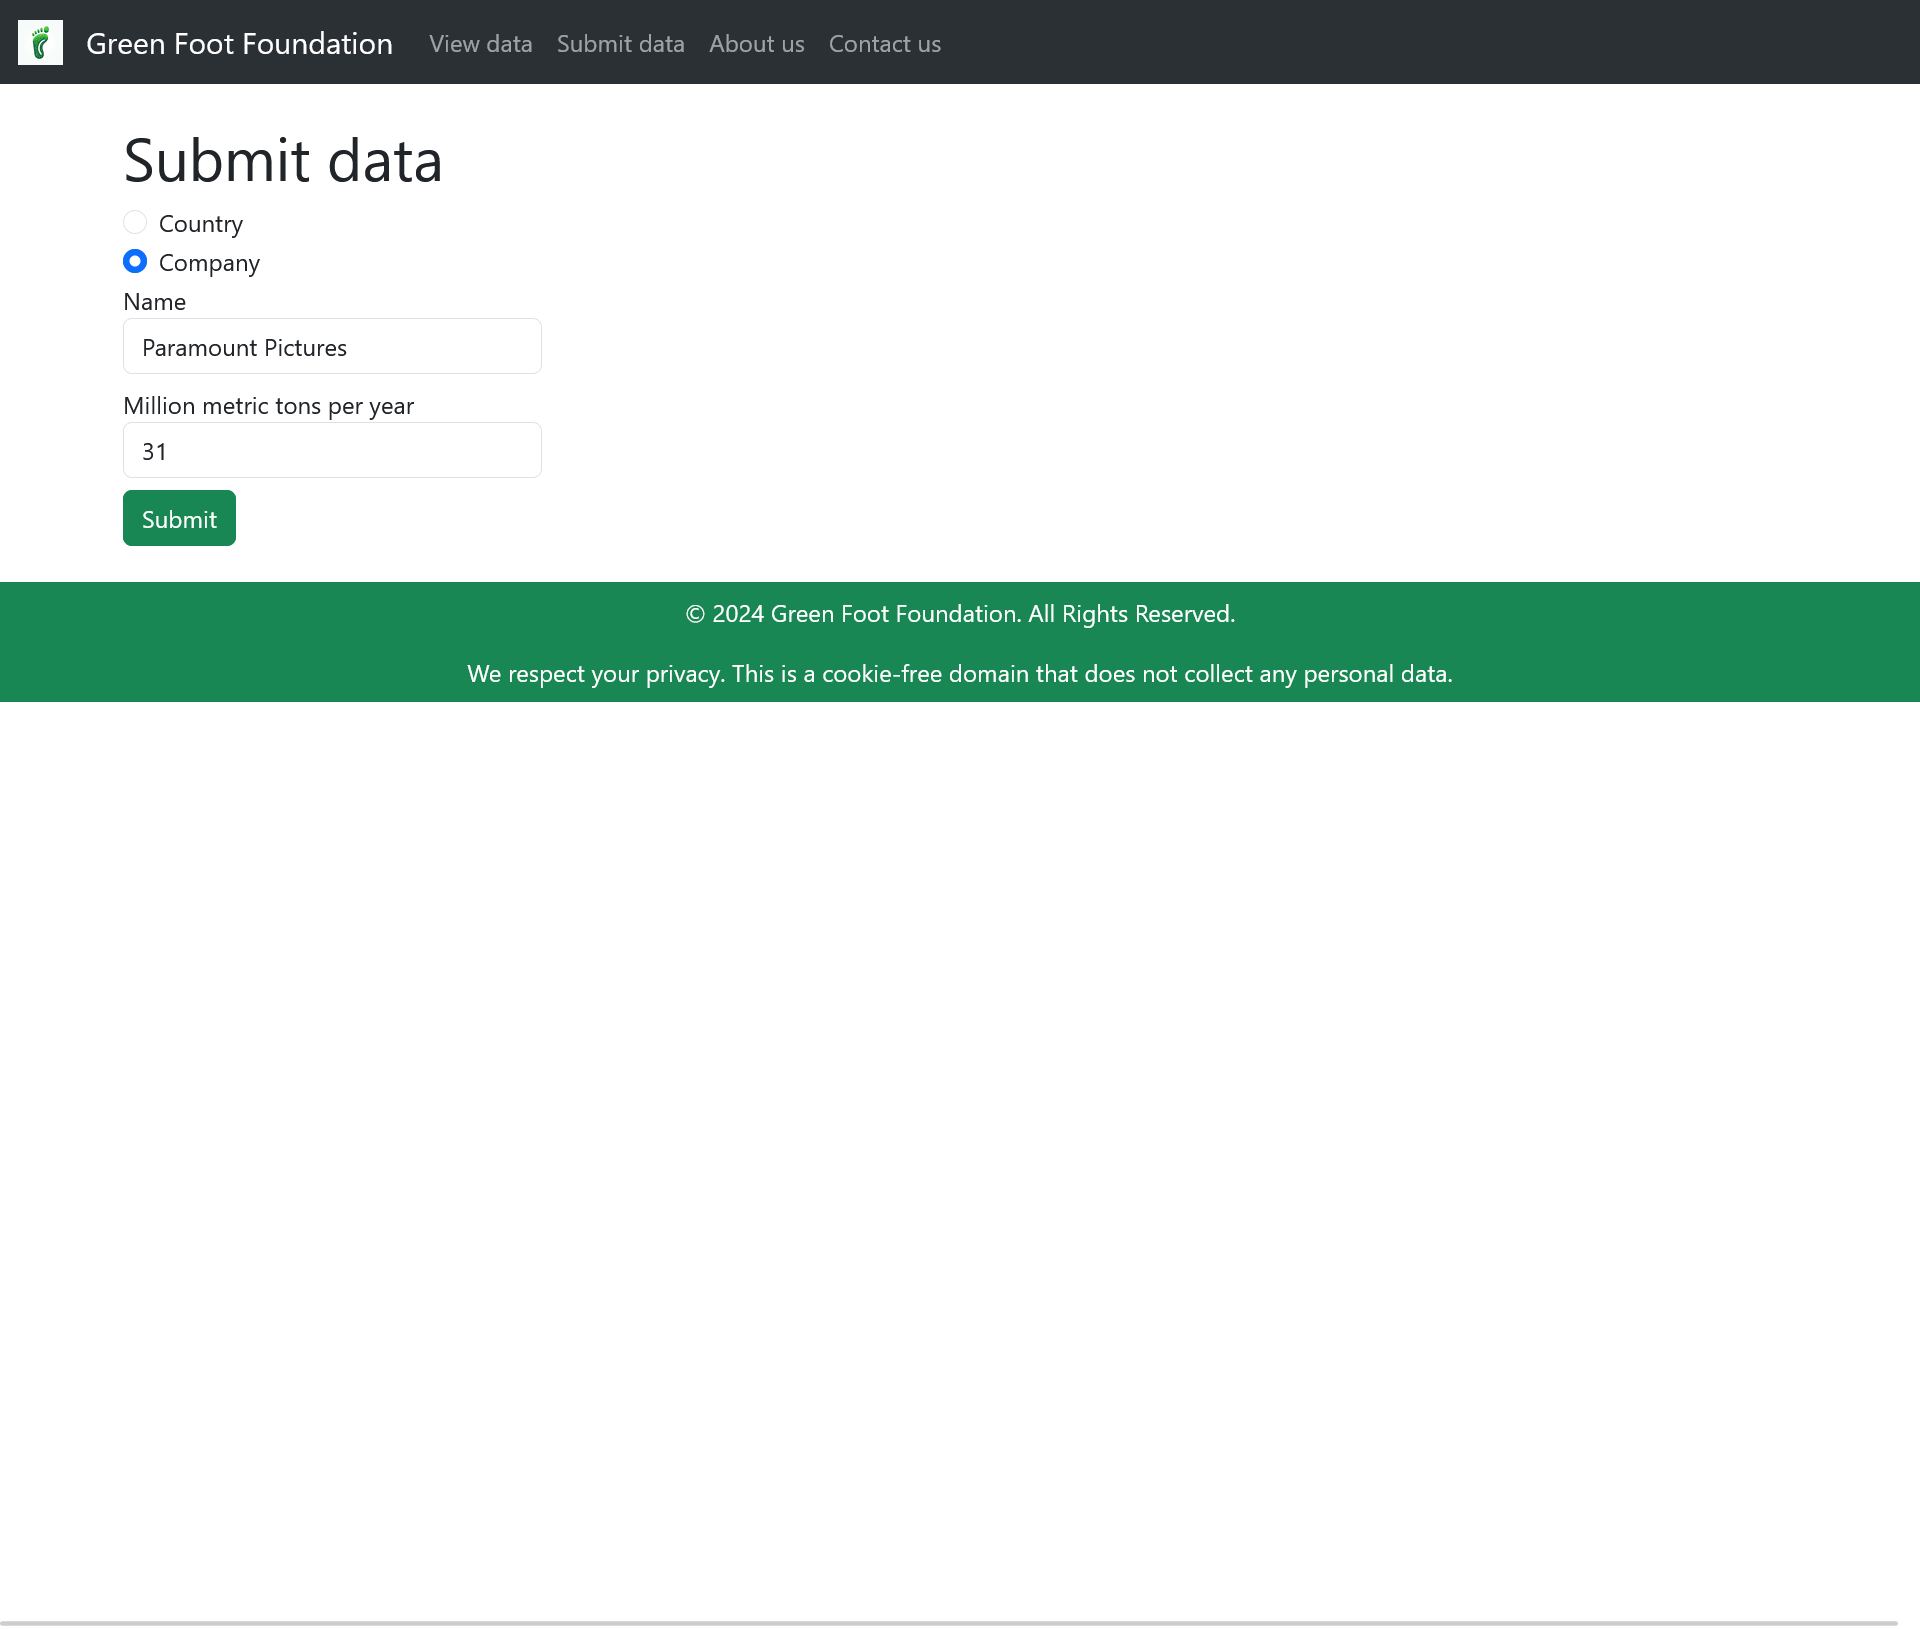 Green Foot Foundation View data Submit data About us Contact us
Submit data
Country
Company
Name
Paramount Pictures
Million metric tons per year
31
Submit
© 2024 Green Foot Foundation. All Rights Reserved.
We respect your privacy. This is a cookie-free domain that does not collect any personal data.